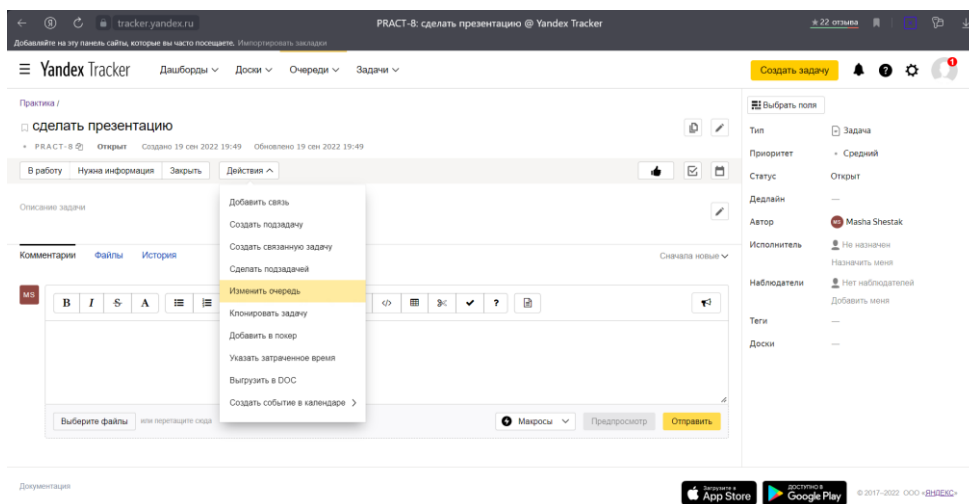 tracker.yandex.ru PRACT-8: сделать презентацию @ Yandex Tracker ★ 22 отзыва
Добавляйте на эту панель сайты, которые вы часто посещаете. Импортировать закладки
Yandex Tracker Дашборды Доски Очереди Задачи Создать задачу 1
Практика /
сделать презентацию
PRACT-8 Открыт Создано 19 сен 2022 19:49 Обновлено 19 сен 2022 19:49
В работу Нужна информация Закрыть Действия
Добавить связь
Создать подзадачу
Создать связанную задачу
Сделать подзадачей
Изменить очередь
Клонировать задачу
Добавить в покер
Указать затраченное время
Выгрузить в DOC
Создать событие в календаре
Описание задачи
Комментарии Файлы История Сначала новые
MS
B I S A
Выберите файлы или перетащите сюда Макросы Предпросмотр Отправить
Выбрать поля
Тип Задача
Приоритет Средний
Статус Открыт
Дедлайн —
Автор MS Masha Shestak
Исполнитель Не назначен
Назначить меня
Наблюдатели Нет наблюдателей
Добавить меня
Теги —
Доски —
Документация
Загрузите в App Store
ДОСТУПНО В Google Play
© 2017–2022 ООО «ЯНДЕКС»